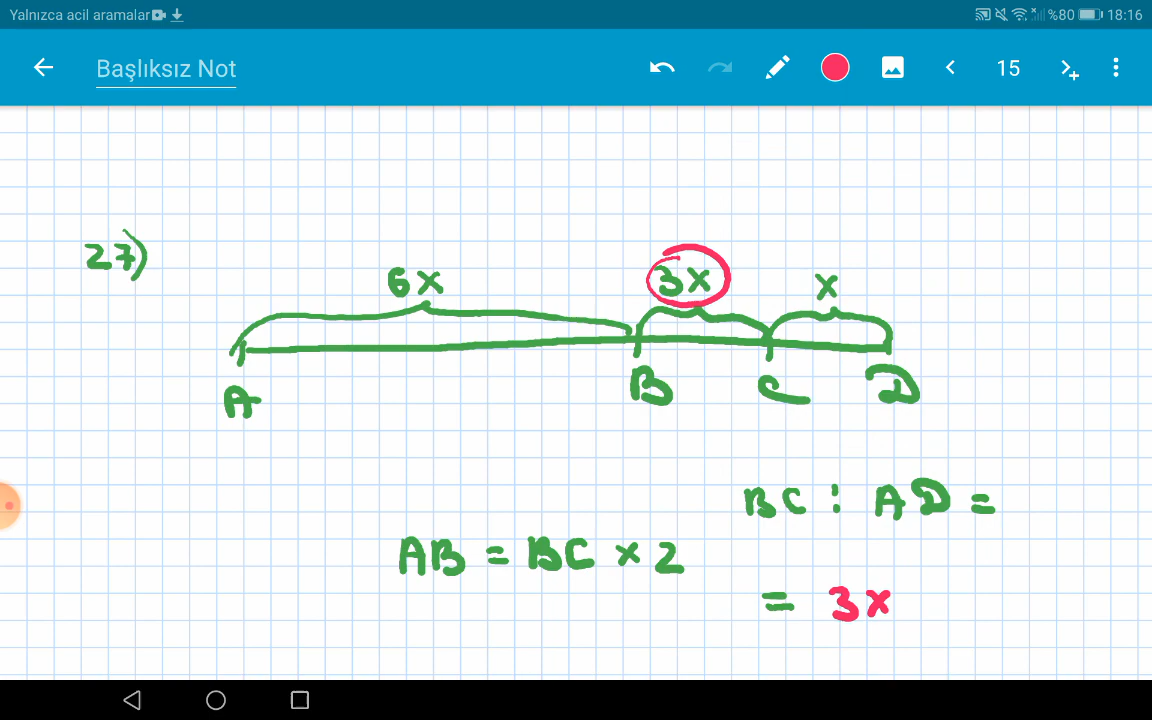 Yalnızca acil aramalar
%80 18:16
Başlıksız Not
15
27)
6x 3x x
A B C D
BC : AD =
AB = BC x 2
= 3x